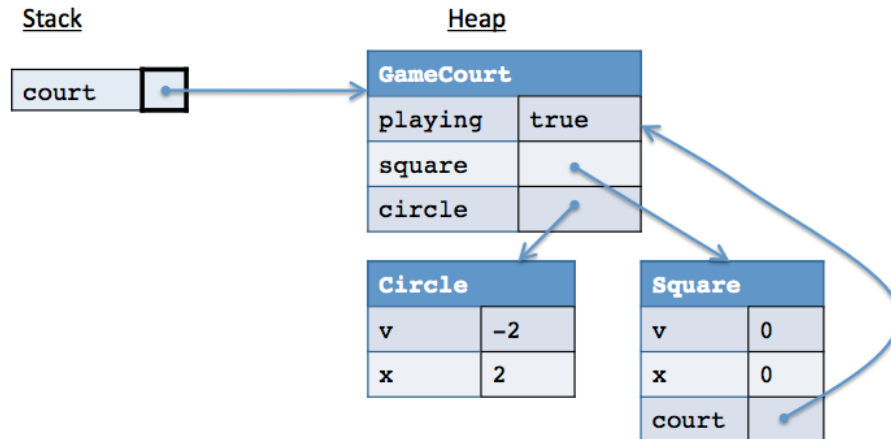 Stack
Heap
court
GameCourt
playing true
square
circle
Circle
v -2
x 2
Square
v 0
x 0
court